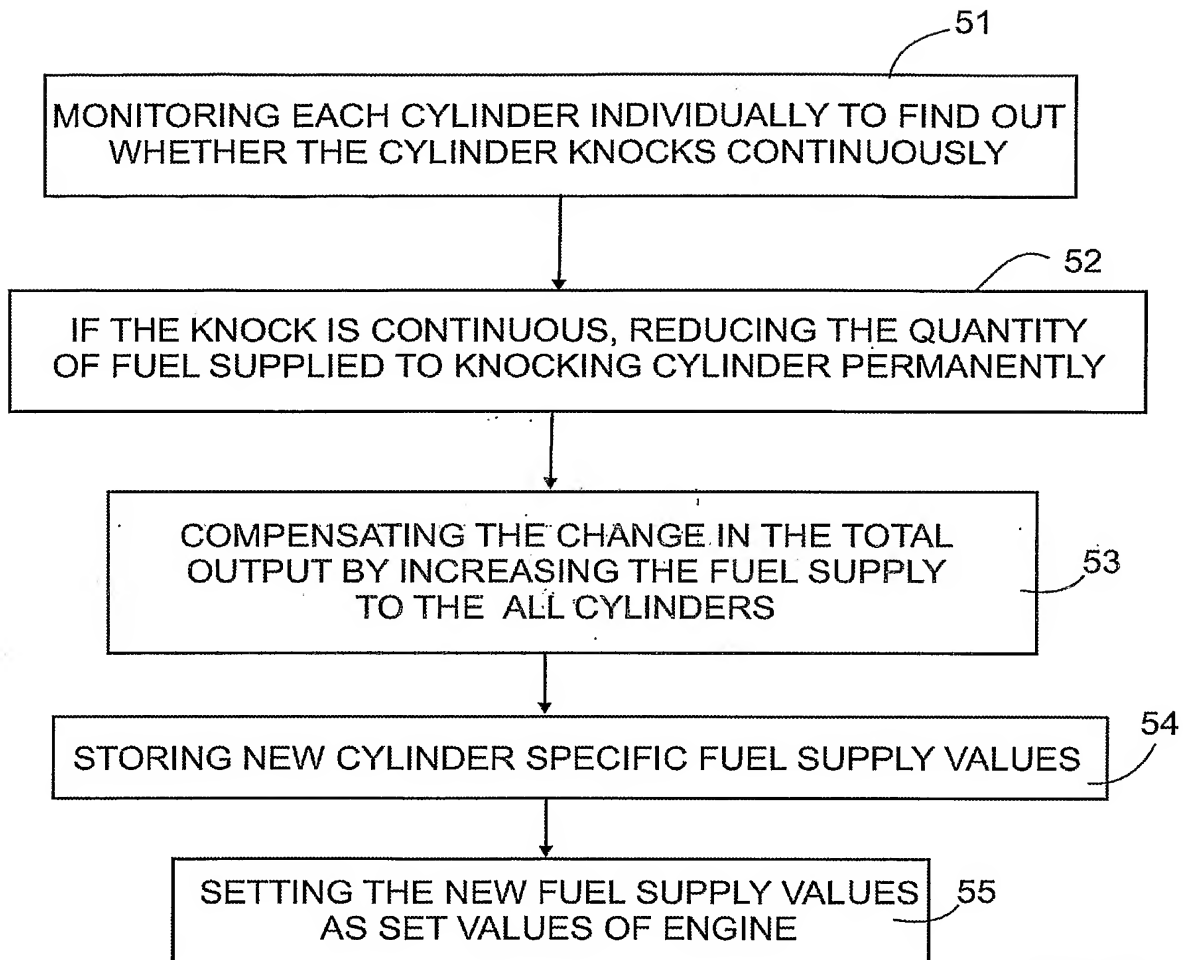 51
MONITORING EACH CYLINDER INDIVIDUALLY TO FIND OUT
WHETHER THE CYLINDER KNOCKS CONTINUOUSLY
52
IF THE KNOCK IS CONTINUOUS, REDUCING THE QUANTITY
OF FUEL SUPPLIED TO KNOCKING CYLINDER PERMANENTLY
COMPENSATING THE CHANGE IN THE TOTAL
OUTPUT BY INCREASING THE FUEL SUPPLY
TO THE ALL CYLINDERS
53
54
STORING NEW CYLINDER SPECIFIC FUEL SUPPLY VALUES
SETTING THE NEW FUEL SUPPLY VALUES
AS SET VALUES OF ENGINE
55